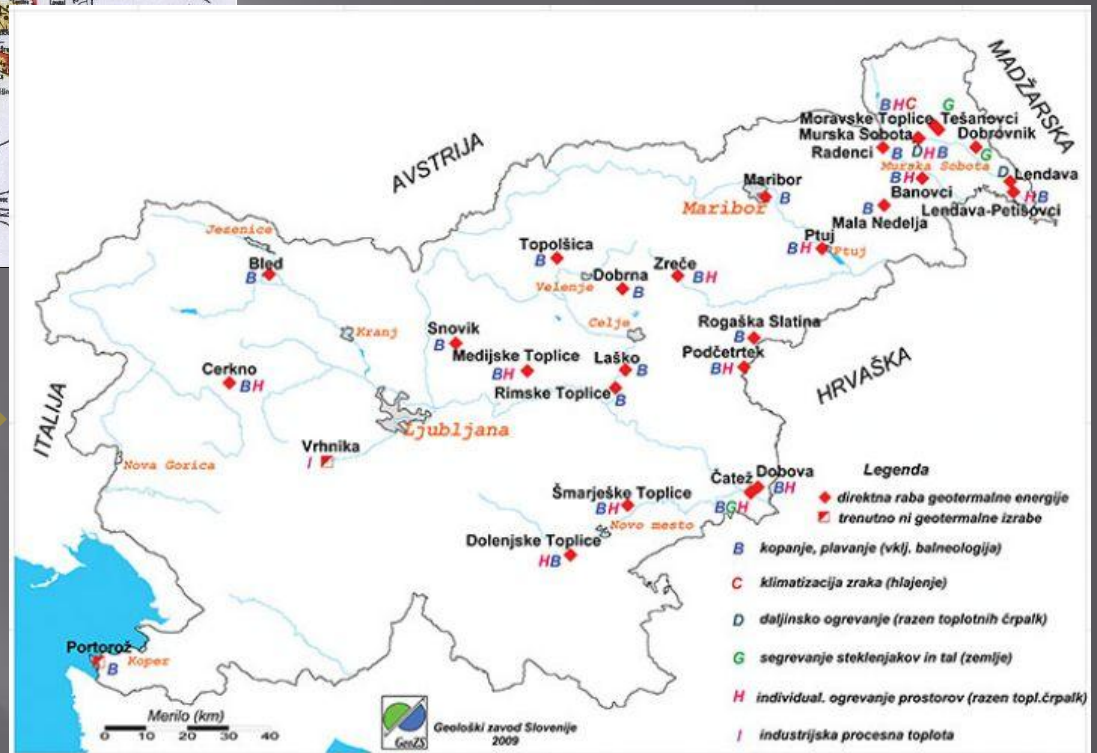 MADŽARSKA
AVSTRIJA
B H C
G
Moravske Toplice
Tešanovci
Murska Sobota
Dobrovnik
Radenci
B
D H B
G
Murska Sobota
B H
D
Lendava
Banovci
H B
Lendava-Petišovci
Maribor
B
Maribor
B
Mala Nedelja
Ptuj
B H
Ptuj
Jezenice
Bled
B
Topolšica
B
Velenje
Dobrna
B
Zreče
B H
Celje
Kranj
Snovik
B
Rogaška Slatina
B
Medijske Toplice
B H
Laško
B
Podčetrtek
B H
Cerkno
B H
Rimske Toplice
B
HRVAŠKA
ITALIJA
Ljubljana
Vrhnika
I
Nova Gorica
Čatež
Dobova
B H
B G H
Šmarješke Toplice
B H
Novo mesto
Dolenjske Toplice
H B
Portorož
B
Koper
Legenda
direktna raba geotermalne energije
trenutno ni geotermalne izrabe
B kopanje, plavanje (vklj. balneologija)
C klimatizacija zraka (hlajenje)
D daljinsko ogrevanje (razen toplotnih črpalk)
G segrevanje steklenjakov in tal (zemlje)
H individual. ogrevanje prostorov (razen topl.črpalk)
I industrijska procesna toplota
Merilo (km)
0 10 20 30 40
GeoZS
Geološki zavod Slovenije
2009